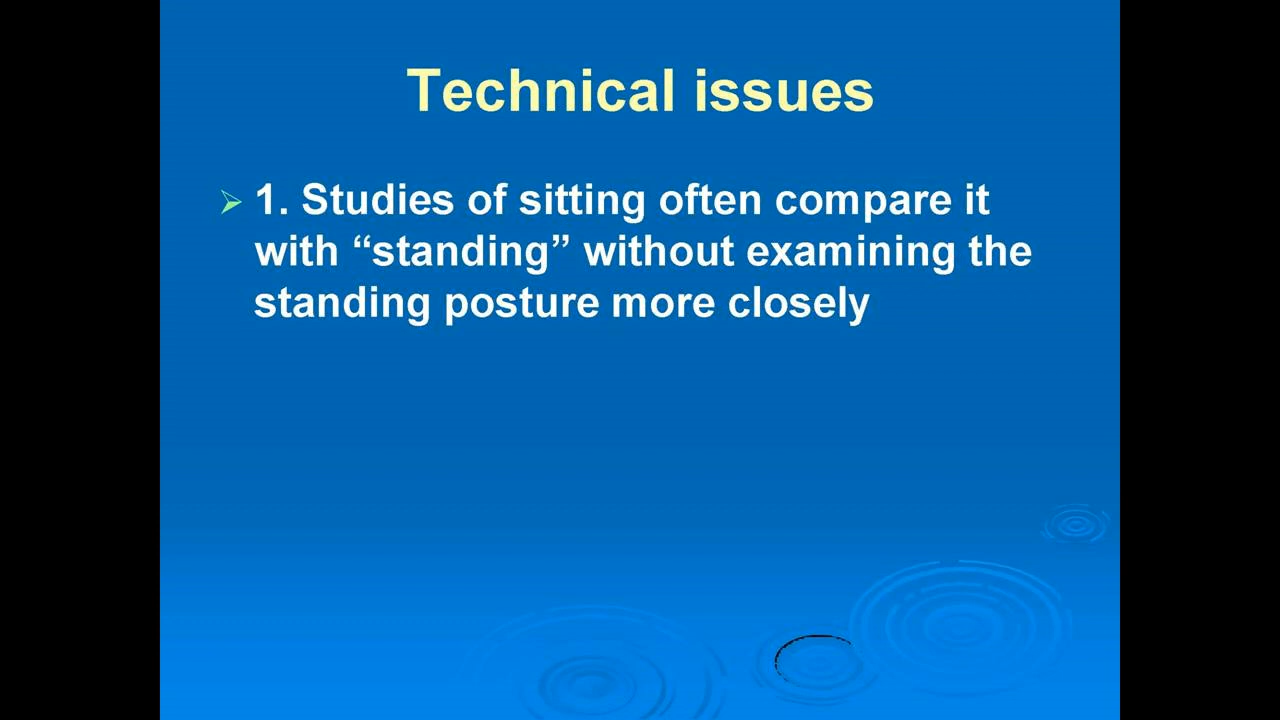 Technical issues
1. Studies of sitting often compare it
with “standing” without examining the
standing posture more closely